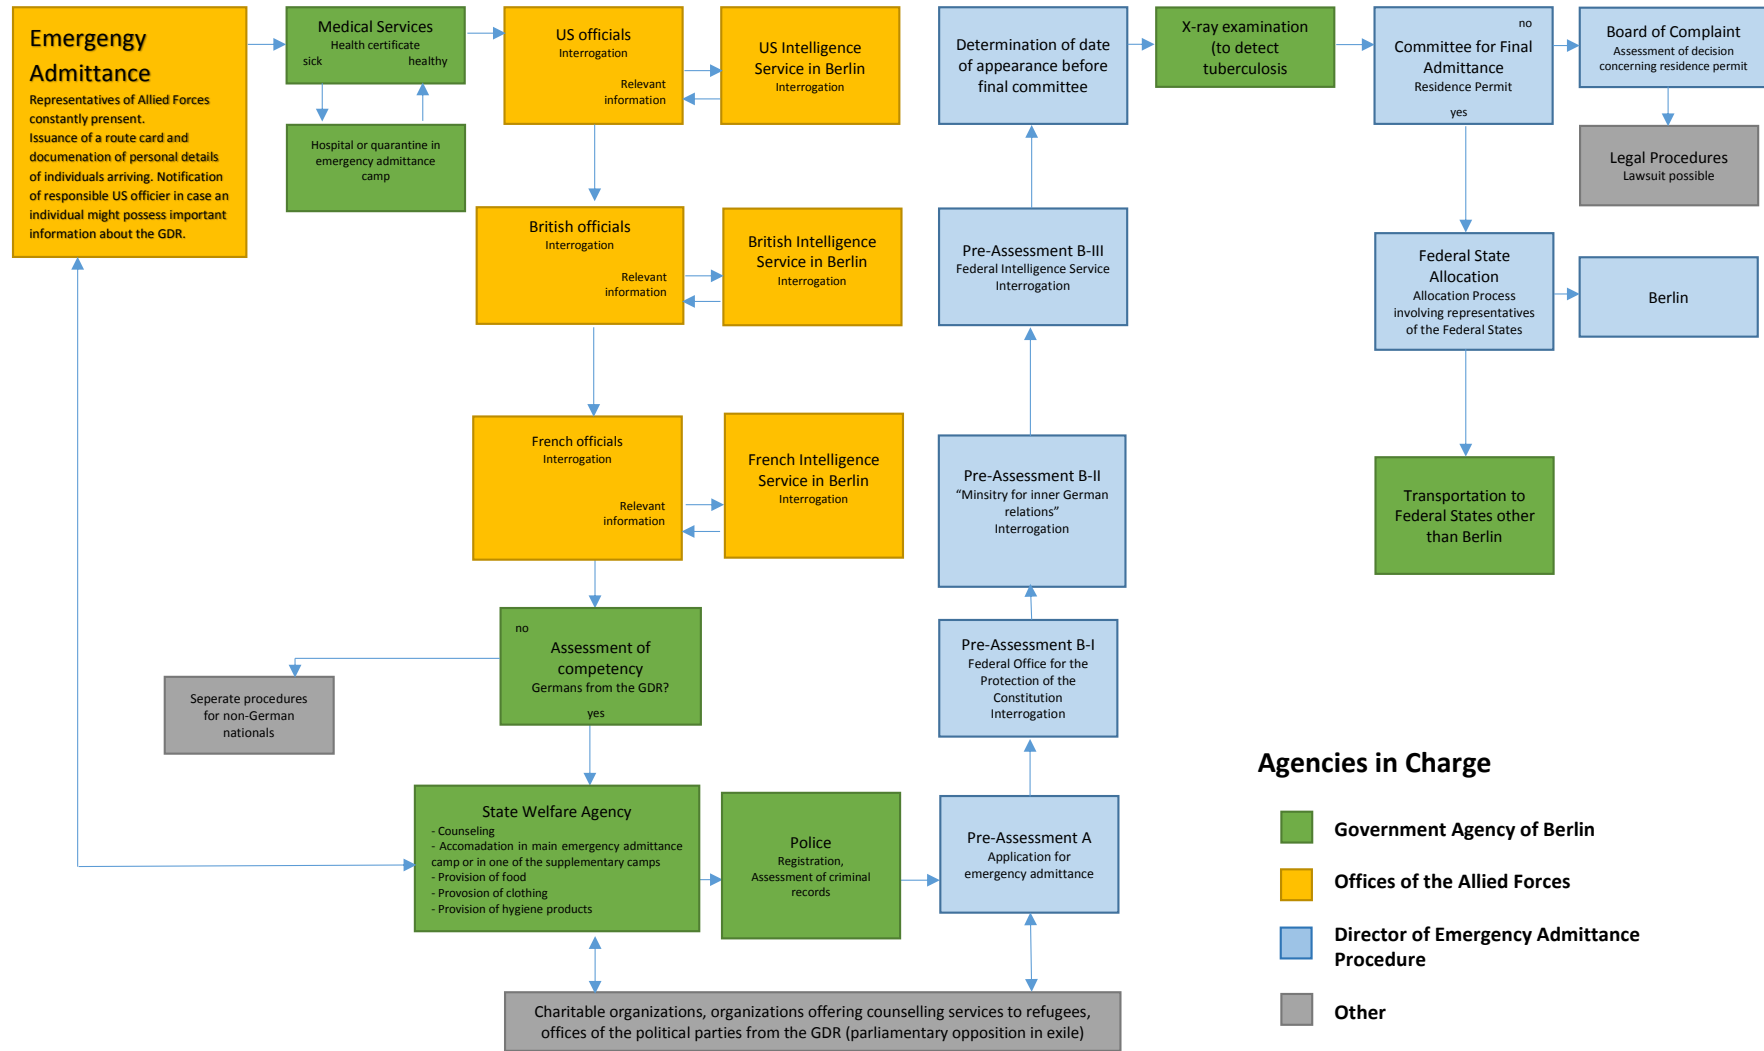 Emergengy
Admittance
Representatives of Allied Forces
constantly prensent.
Issuance of a route card and
documenation of personal details
of individuals arriving. Notification
of responsible US officier in case an
individual might possess important
information about the GDR.
Medical Services
Health certificate
sick healthy
Hospital or quarantine in
emergency admittance
camp
US officials
Interrogation
Relevant
information
US Intelligence
Service in Berlin
Interrogation
British officials
Interrogation
Relevant
information
British Intelligence
Service in Berlin
Interrogation
French officials
Interrogation
Relevant
information
French Intelligence
Service in Berlin
Interrogation
no
Assessment of
competency
Germans from the GDR?
yes
Seperate procedures
for non-German
nationals
State Welfare Agency
- Counseling
- Accomadation in main emergency admittance
camp or in one of the supplementary camps
- Provision of food
- Provosion of clothing
- Provision of hygiene products
Police
Registration,
Assessment of criminal
records
Charitable organizations, organizations offering counselling services to refugees,
offices of the political parties from the GDR (parliamentary opposition in exile)
Pre-Assessment A
Application for
emergency admittance
Pre-Assessment B-I
Federal Office for the
Protection of the
Constitution
Interrogation
Pre-Assessment B-II
“Minsitry for inner German
relations”
Interrogation
Pre-Assessment B-III
Federal Intelligence Service
Interrogation
Determination of date
of appearance before
final committee
X-ray examination
(to detect
tuberculosis
no
Committee for Final
Admittance
Residence Permit
yes
Board of Complaint
Assessment of decision
concerning residence permit
Legal Procedures
Lawsuit possible
Federal State
Allocation
Allocation Process
involving representatives
of the Federal States
Berlin
Transportation to
Federal States other
than Berlin
Agencies in Charge
Government Agency of Berlin
Offices of the Allied Forces
Director of Emergency Admittance
Procedure
Other